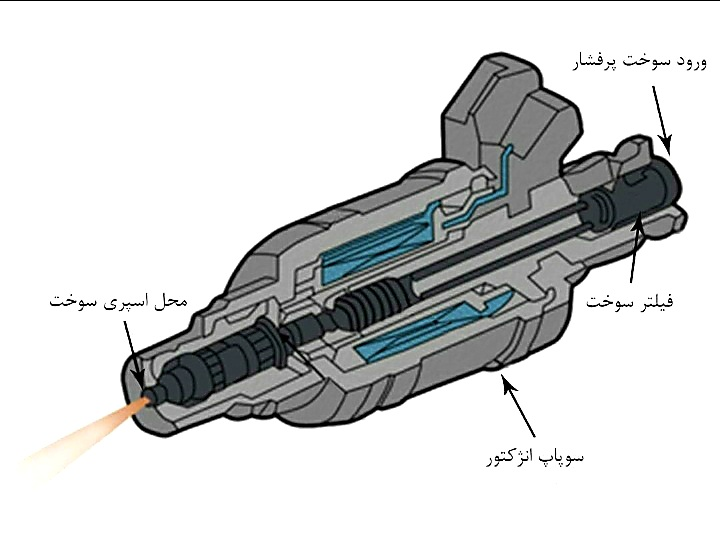 ورود سوخت پرفشار
محل اسپری سوخت
فیلتر سوخت
سوپاپ انژکتور